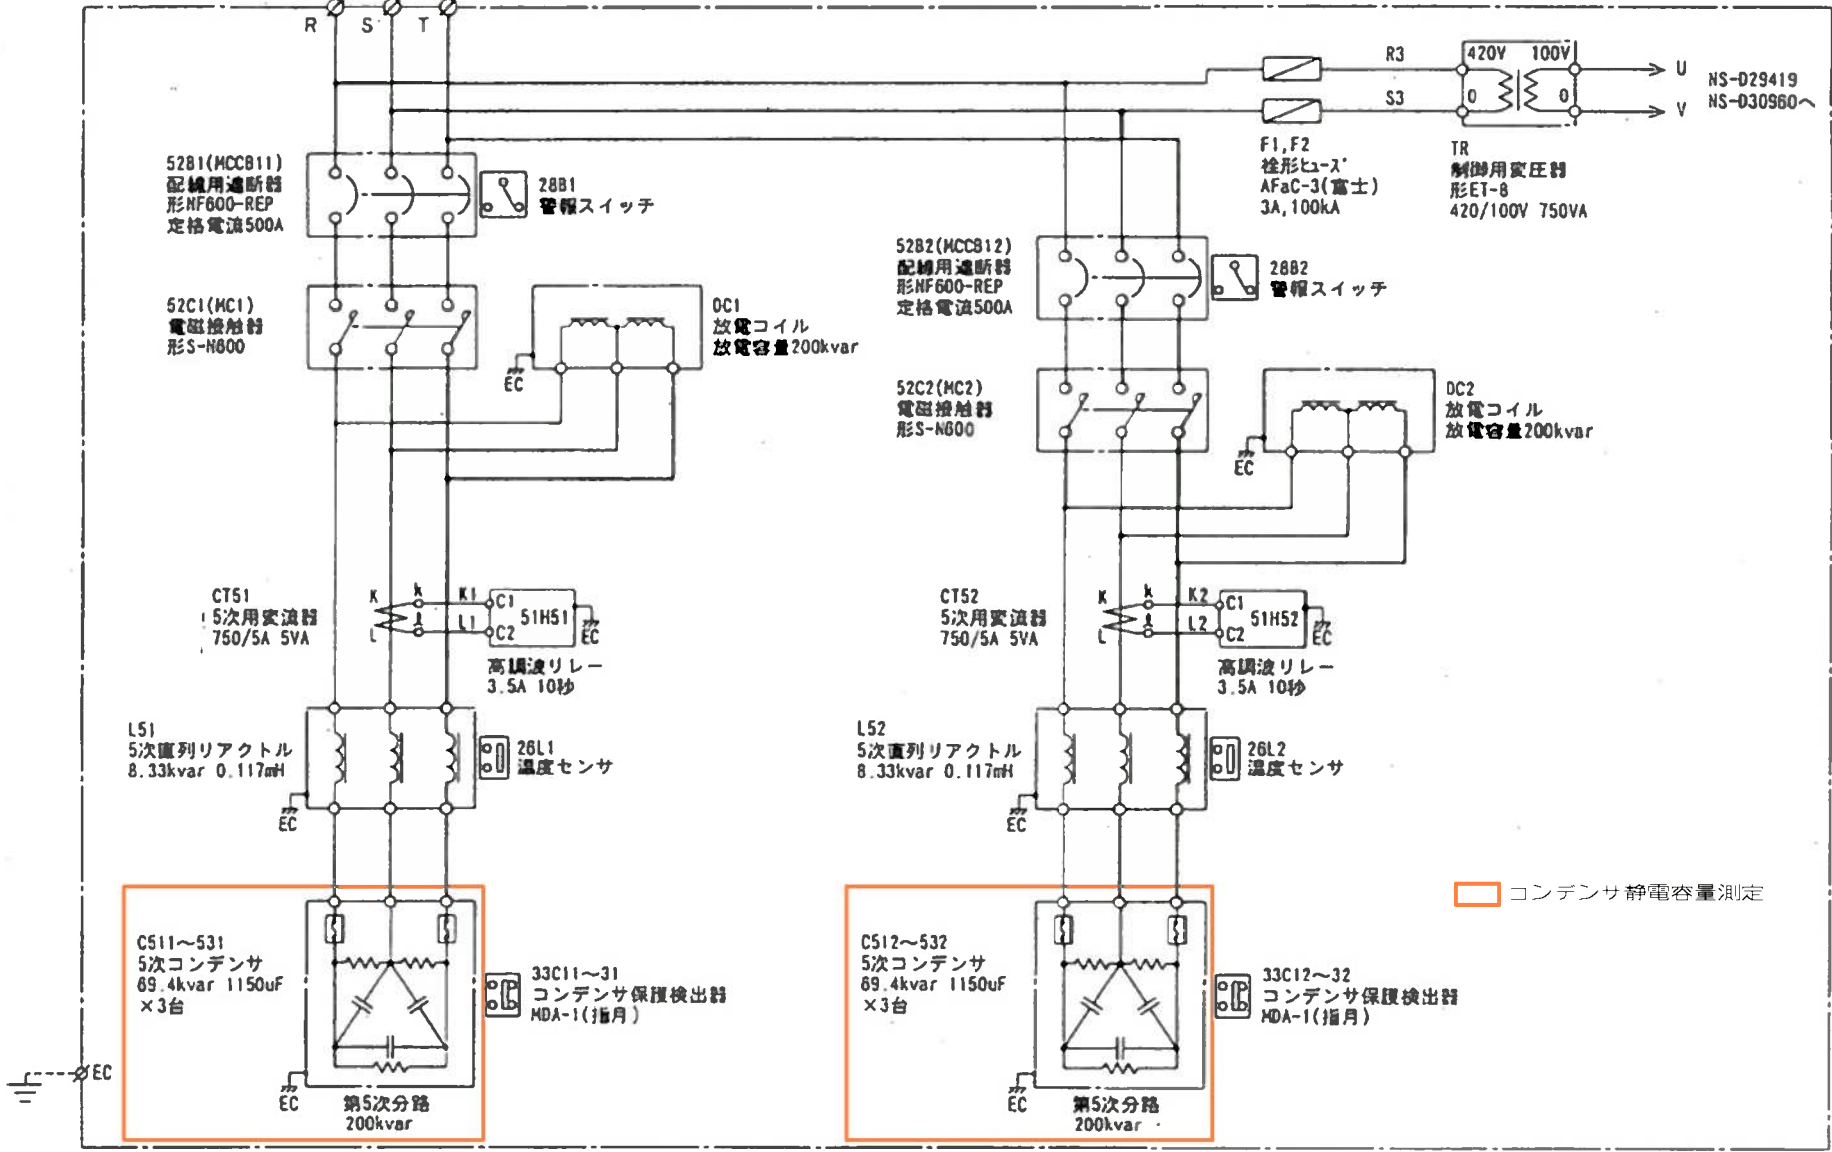 R S T
R3
S3
420V 100V
0 0
U
V
NS-D29419
NS-D30960へ
F1,F2
栓形ヒューズ
AFaC-3(富士)
3A,100kA
TR
制御用変圧器
形ET-8
420/100V 750VA
52B1(MCCB11)
配線用遮断器
形NF600-REP
定格電流500A
28B1
警報スイッチ
52B2(MCCB12)
配線用遮断器
形NF600-REP
定格電流500A
28B2
警報スイッチ
52C1(MC1)
電磁接触器
形S-N600
DC1
放電コイル
放電容量200kvar
EC
52C2(MC2)
電磁接触器
形S-N600
DC2
放電コイル
放電容量200kvar
EC
CT51
5次用変流器
750/5A 5VA
K k K1 C1
L ℓ L1 C2
51H51
EC
高調波リレー
3.5A 10秒
CT52
5次用変流器
750/5A 5VA
K k K2 C1
L ℓ L2 C2
51H52
EC
高調波リレー
3.5A 10秒
L51
5次直列リアクトル
8.33kvar 0.117mH
26L1
温度センサ
EC
L52
5次直列リアクトル
8.33kvar 0.117mH
26L2
温度センサ
EC
コンデンサ静電容量測定
C511～531
5次コンデンサ
69.4kvar 1150uF
×3台
33C11～31
コンデンサ保護検出器
MDA-1(指月)
EC
第5次分路
200kvar
C512～532
5次コンデンサ
69.4kvar 1150uF
×3台
33C12～32
コンデンサ保護検出器
MDA-1(指月)
EC
第5次分路
200kvar
EC